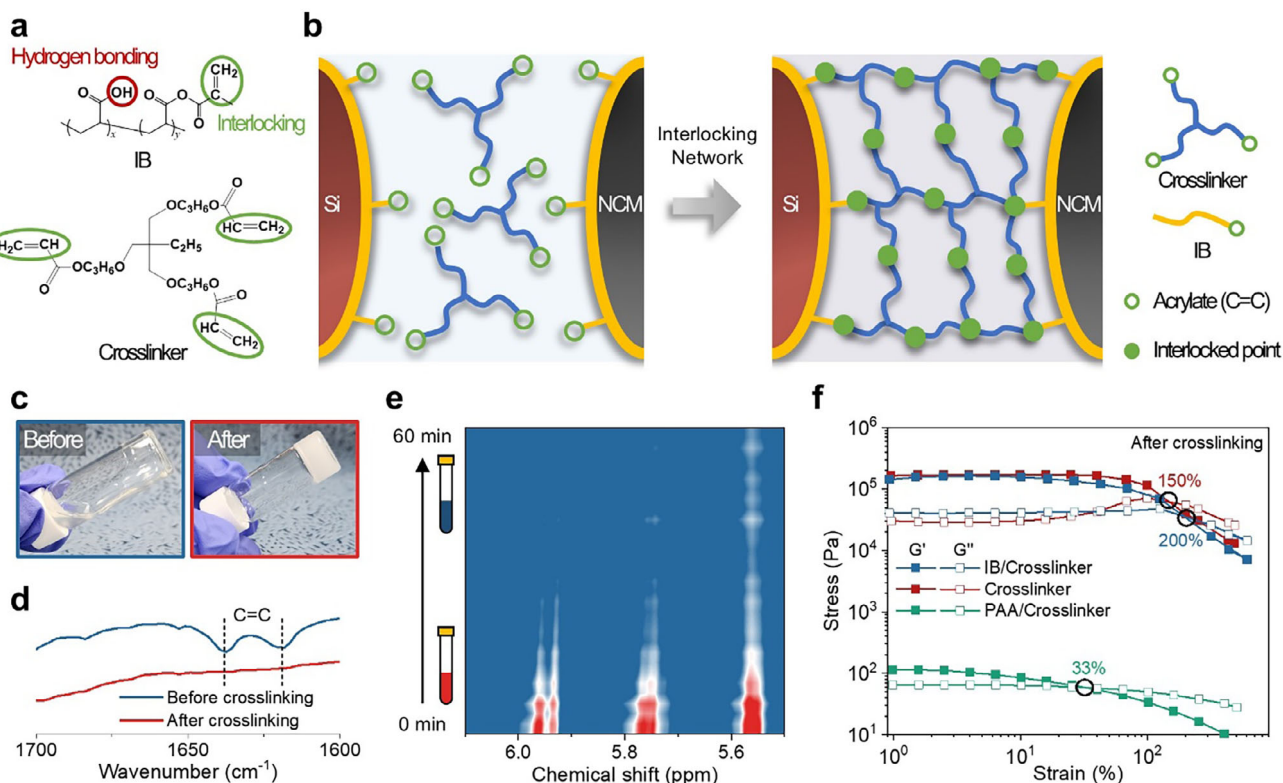 a
Hydrogen bonding
CH2
OH
O
O
O
O
x
y
Interlocking
IB
O
OC3H6O
HC=CH2
H2C=CH
C2H5
OC3H6O
O
OC3H6O
O
HC=CH2
Crosslinker
b
Si
NCM
Interlocking
Network
Si
NCM
Crosslinker
IB
Acrylate (C=C)
Interlocked point
c
Before
After
d
C=C
Before crosslinking
After crosslinking
1700
1650
1600
Wavenumber (cm-1)
e
60 min
0 min
6.0
5.8
5.6
Chemical shift (ppm)
f
After crosslinking
150%
200%
33%
G' G"
IB/Crosslinker
Crosslinker
PAA/Crosslinker
10^6
10^5
10^4
10^3
10^2
10^1
Stress (Pa)
10^0
10^1
10^2
Strain (%)